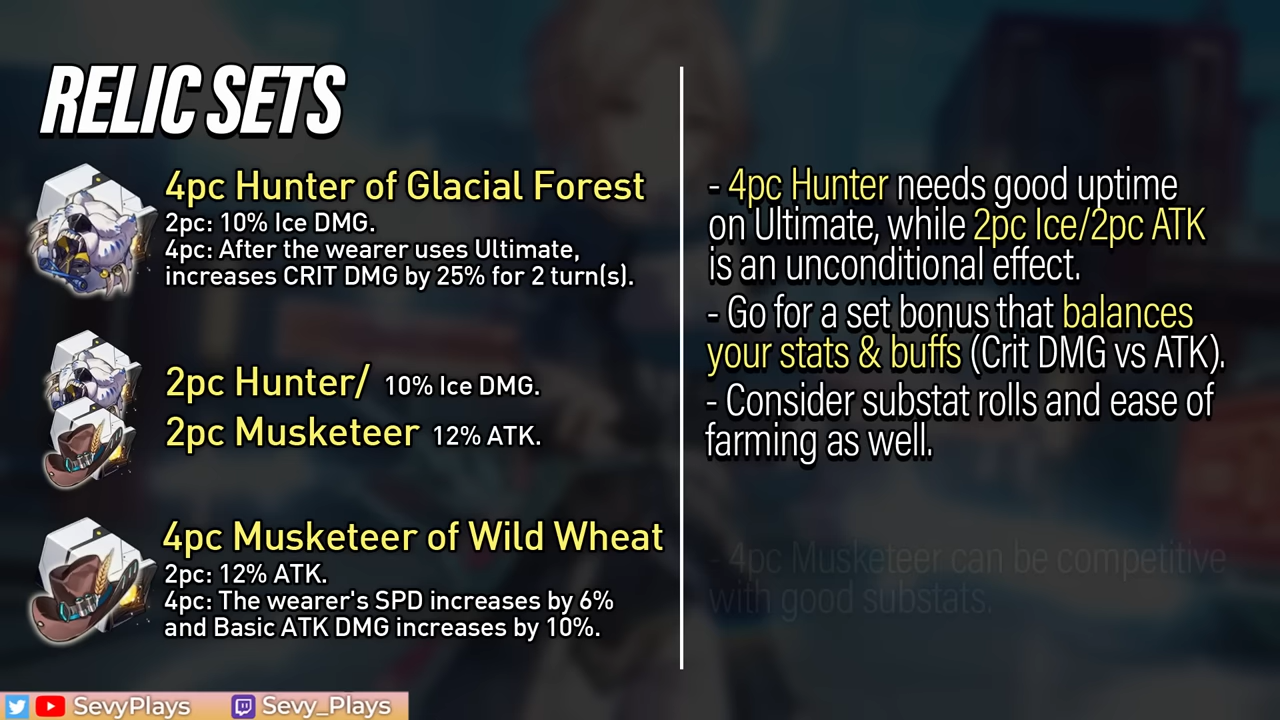 RELIC SETS
4pc Hunter of Glacial Forest
2pc: 10% Ice DMG.
4pc: After the wearer uses Ultimate,
increases CRIT DMG by 25% for 2 turn(s).
2pc Hunter/ 10% Ice DMG.
2pc Musketeer 12% ATK.
4pc Musketeer of Wild Wheat
2pc: 12% ATK.
4pc: The wearer's SPD increases by 6%
and Basic ATK DMG increases by 10%.
- 4pc Hunter needs good uptime
on Ultimate, while 2pc Ice/2pc ATK
is an unconditional effect.
- Go for a set bonus that balances
your stats & buffs (Crit DMG vs ATK).
- Consider substat rolls and ease of
farming as well.
- 4pc Musketeer can be competitive
with good substats.
SevyPlays Sevy_Plays